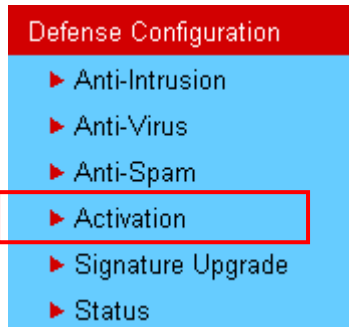 Defense Configuration
Anti-Intrusion
Anti-Virus
Anti-Spam
Activation
Signature Upgrade
Status